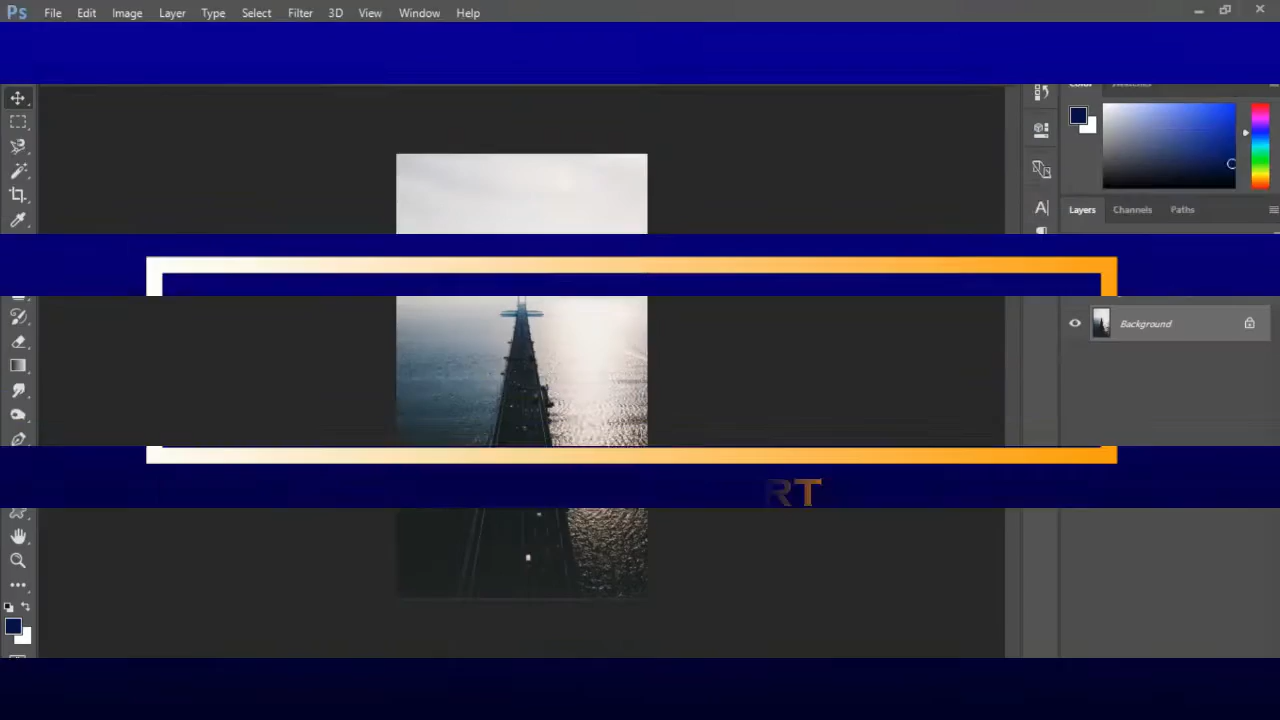 Ps File Edit Image Layer Type Select Filter 3D View Window Help
Layers Channels Paths
Background
RT